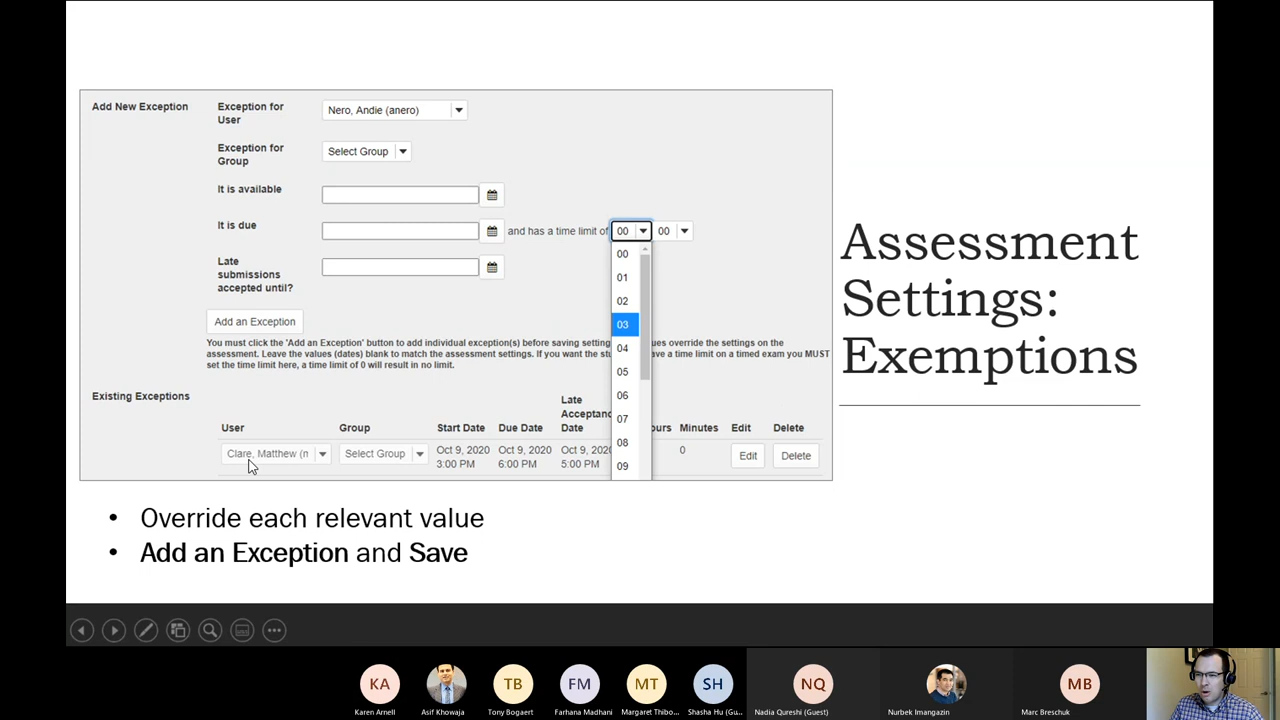 Add New Exception
Exception for
User
Nero, Andie (anero)
Exception for
Group
Select Group
It is available
It is due
and has a time limit of
00
00
Late
submissions
accepted until?
00
01
02
03
04
05
06
07
08
09
Add an Exception
You must click the 'Add an Exception' button to add individual exception(s) before saving setting ues override the settings on the
assessment. Leave the values (dates) blank to match the assessment settings. If you want the stu ave a time limit on a timed exam you MUST
set the time limit here, a time limit of 0 will result in no limit.
Existing Exceptions
User
Group
Start Date
Due Date
Late
Acceptanc
Date
ours
Minutes
Edit
Delete
Clare, Matthew (n
Select Group
Oct 9, 2020
3:00 PM
Oct 9, 2020
6:00 PM
Oct 9, 2020
5:00 PM
0
Edit
Delete
Assessment
Settings:
Exemptions
• Override each relevant value
• Add an Exception and Save
KA
TB
FM
MT
SH
NQ
MB
Karen Arnell
Asif Khowaja
Tony Bogaert
Farhana Madhani
Margaret Thibo...
Shasha Hu (Gu...
Nadia Qureshi (Guest)
Nurbek Imangazin
Marc Breschuk